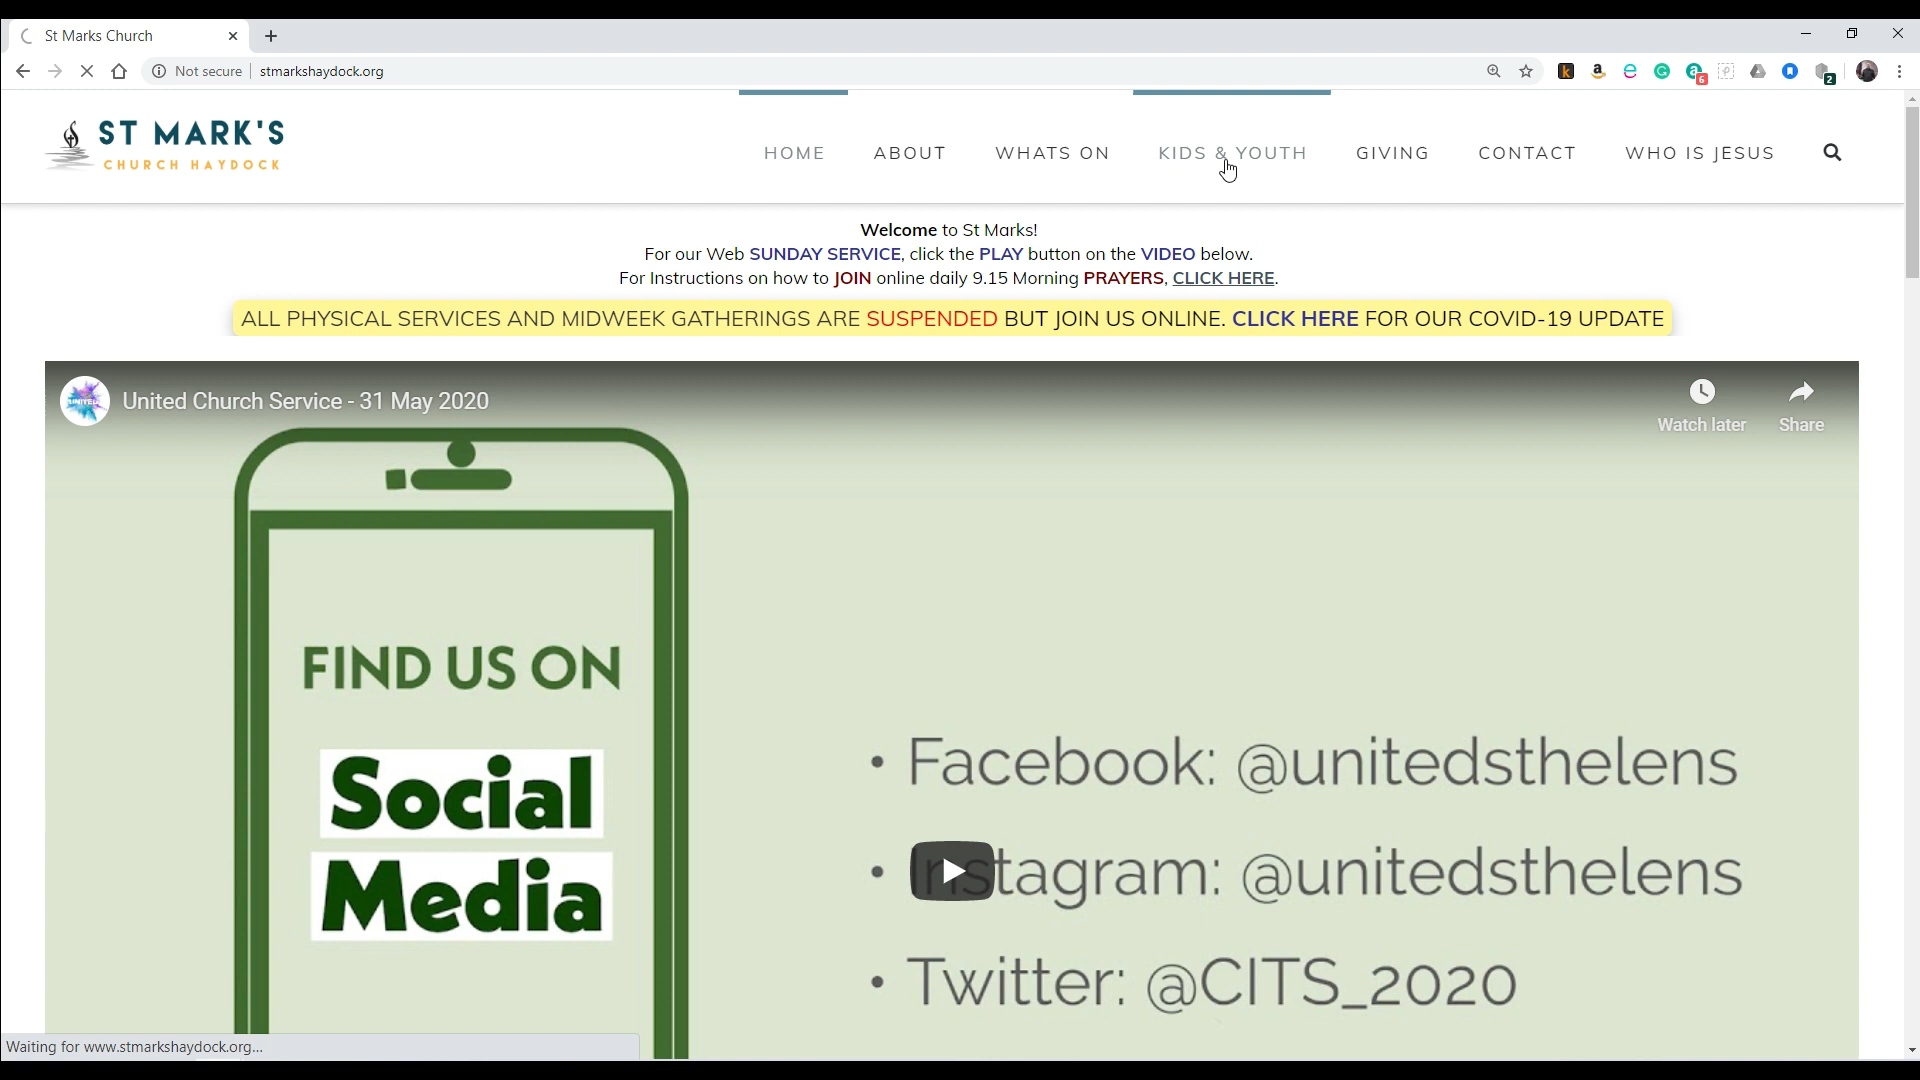 St Marks Church
Not secure
stmarkshaydock.org
6
2
ST MARK'S
CHURCH HAYDOCK
HOME
ABOUT
WHATS ON
KIDS & YOUTH
GIVING
CONTACT
WHO IS JESUS
Welcome to St Marks!
For our Web SUNDAY SERVICE, click the PLAY button on the VIDEO below.
For Instructions on how to JOIN online daily 9.15 Morning PRAYERS, CLICK HERE.
ALL PHYSICAL SERVICES AND MIDWEEK GATHERINGS ARE SUSPENDED BUT JOIN US ONLINE. CLICK HERE FOR OUR COVID-19 UPDATE
UNITED
United Church Service - 31 May 2020
Watch later
Share
FIND US ON
Social
Media
• Facebook: @unitedsthelens
• Instagram: @unitedsthelens
• Twitter: @CITS_2020
Waiting for www.stmarkshaydock.org...